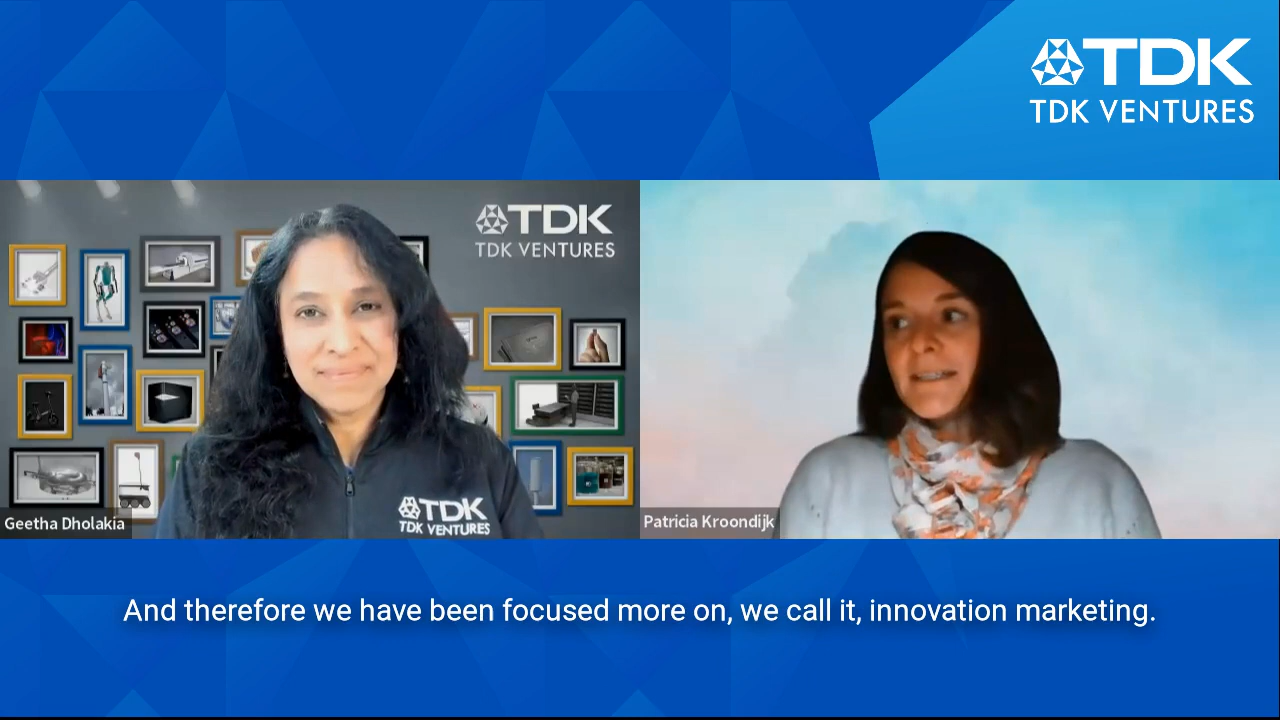 TDK
TDK VENTURES
TDK
TDK VENTURES
TDK
TDK VENTURES
Geetha Dholakia
Patricia Kroondijk
And therefore we have been focused more on, we call it, innovation marketing.